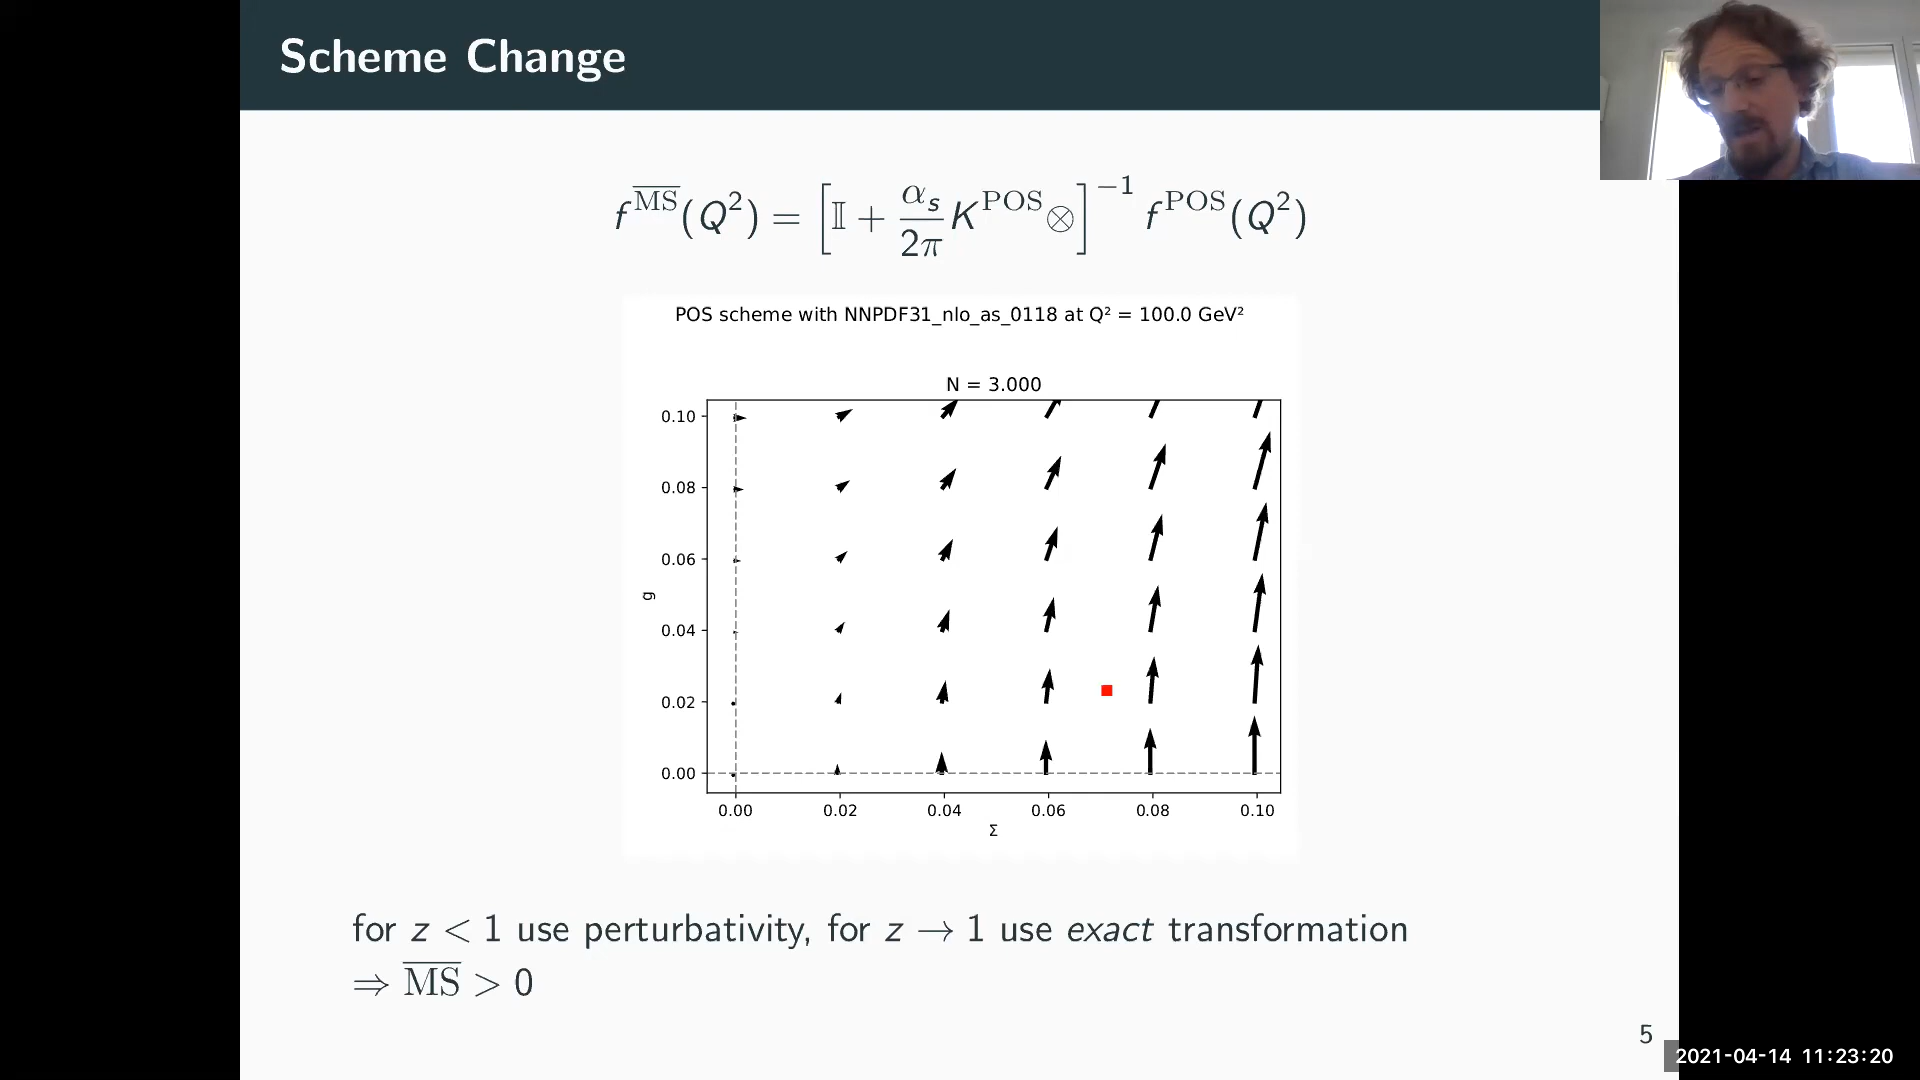 Scheme Change
f^{\overline{MS}}(Q²) = [𝕀 + α_s/2π K^{POS}⊗]^{-1} f^{POS}(Q²)
POS scheme with NNPDF31_nlo_as_0118 at Q² = 100.0 GeV²
N = 3.000
0.10
0.08
0.06
0.04
0.02
0.00
g
0.00 0.02 0.04 0.06 0.08 0.10
Σ
for z < 1 use perturbativity, for z → 1 use exact transformation
⇒ \overline{MS} > 0
5
2021-04-14 11:23:20